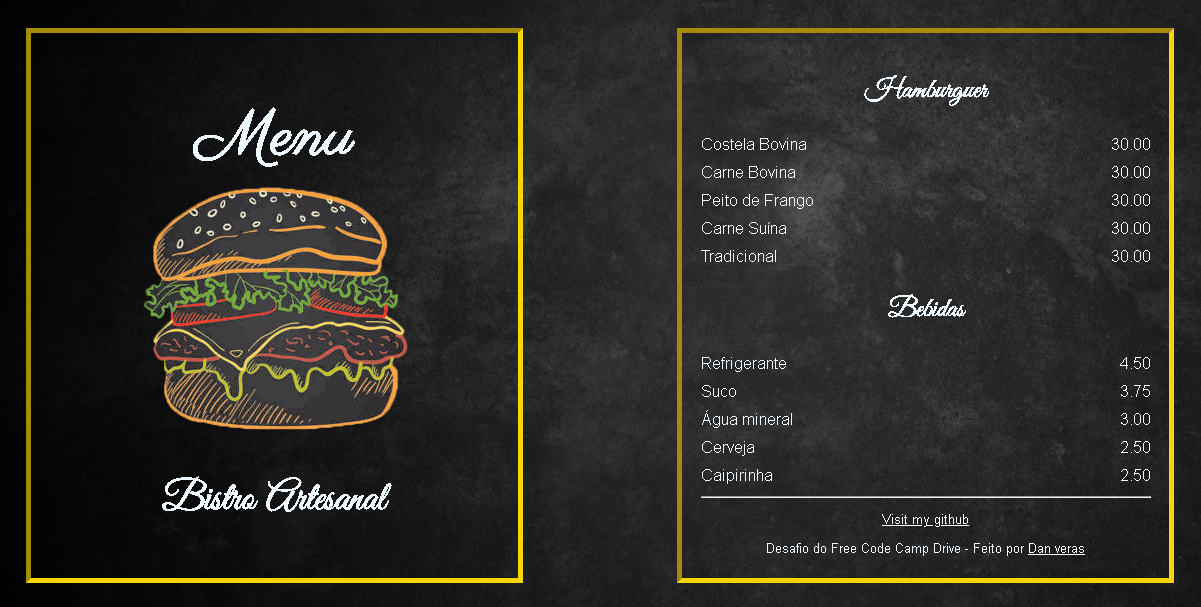 Menu
Bistro Artesanal
Hamburguer
Costela Bovina 30.00
Carne Bovina 30.00
Peito de Frango 30.00
Carne Suína 30.00
Tradicional 30.00
Bebidas
Refrigerante 4.50
Suco 3.75
Água mineral 3.00
Cerveja 2.50
Caipirinha 2.50
Visit my github
Desafio do Free Code Camp Drive - Feito por Dan veras